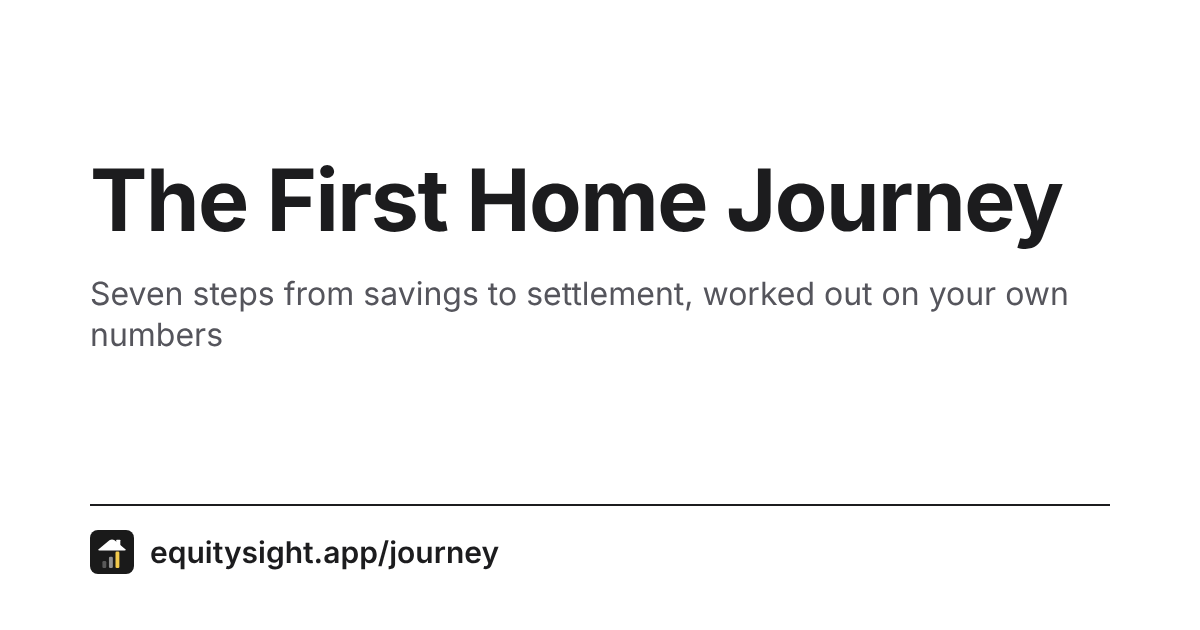 The First Home Journey
Seven steps from savings to settlement, worked out on your own
numbers
equitysight.app/journey